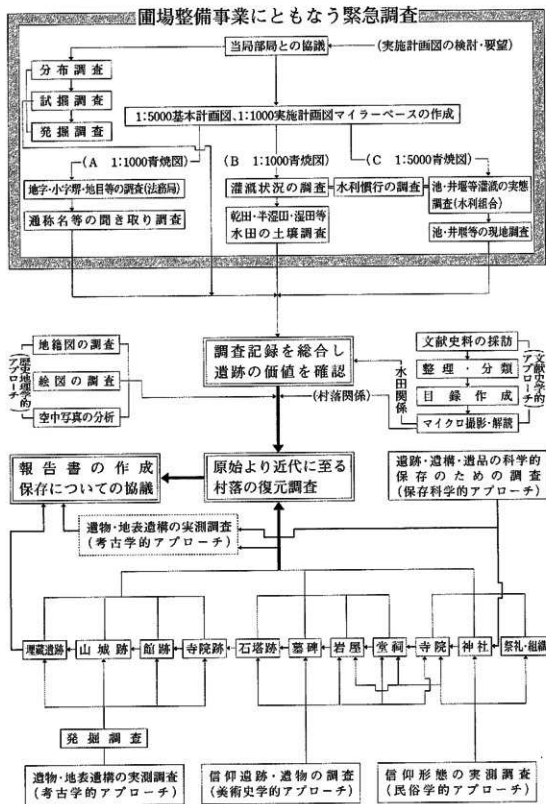 圃場整備事業にともなう緊急調査
当局部局との協議
(実施計画図の検討・要望)
分布調査
試掘調査
発掘調査
1:5000基本計画図、1:1000実施計画図マイラーベースの作成
(A 1:1000青焼図)
(B 1:1000青焼図)
(C 1:5000青焼図)
地字・小字堺・地目等の調査(法務局)
灌漑状況の調査
水利慣行の調査
池・井堰等灌漑の実態
調査(水利組合)
通称名等の聞き取り調査
乾田・半湿田・湿田等
水田の土壌調査
池・井堰等の現地調査
歴史地理学的
アプローチ
地籍図の調査
絵図の調査
空中写真の分析
調査記録を総合し
遺跡の価値を確認
水田関係
(村落関係)
文献史料の採訪
整理・分類
目録作成
マイクロ撮影・解読
文献史学的
アプローチ
報告書の作成
保存についての協議
原始より近代に至る
村落の復元調査
遺跡・遺構・遺品の科学的
保存のための調査
(保存科学的アプローチ)
遺物・地表遺構の実測調査
(考古学的アプローチ)
埋蔵遺跡
山城跡
館跡
寺院跡
石塔跡
墓碑
岩屋
堂祠
寺院
神社
祭礼・組織
発掘調査
遺物・地表遺構の実測調査
(考古学的アプローチ)
信仰遺跡・遺物の調査
(美術史学的アプローチ)
信仰形態の実測調査
(民俗学的アプローチ)